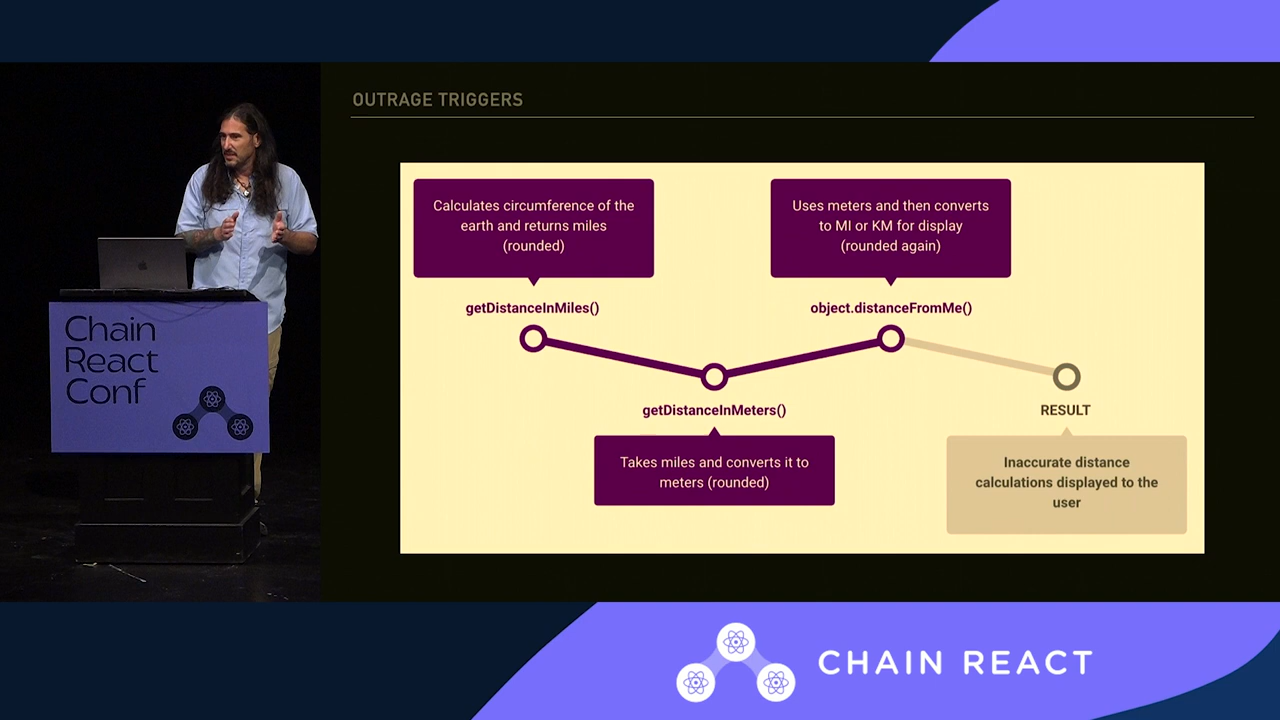 OUTRAGE TRIGGERS
Calculates circumference of the
earth and returns miles
(rounded)
Uses meters and then converts
to MI or KM for display
(rounded again)
getDistanceInMiles()
object.distanceFromMe()
getDistanceInMeters()
RESULT
Takes miles and converts it to
meters (rounded)
Inaccurate distance
calculations displayed to the
user
Chain
React
Conf
CHAIN REACT